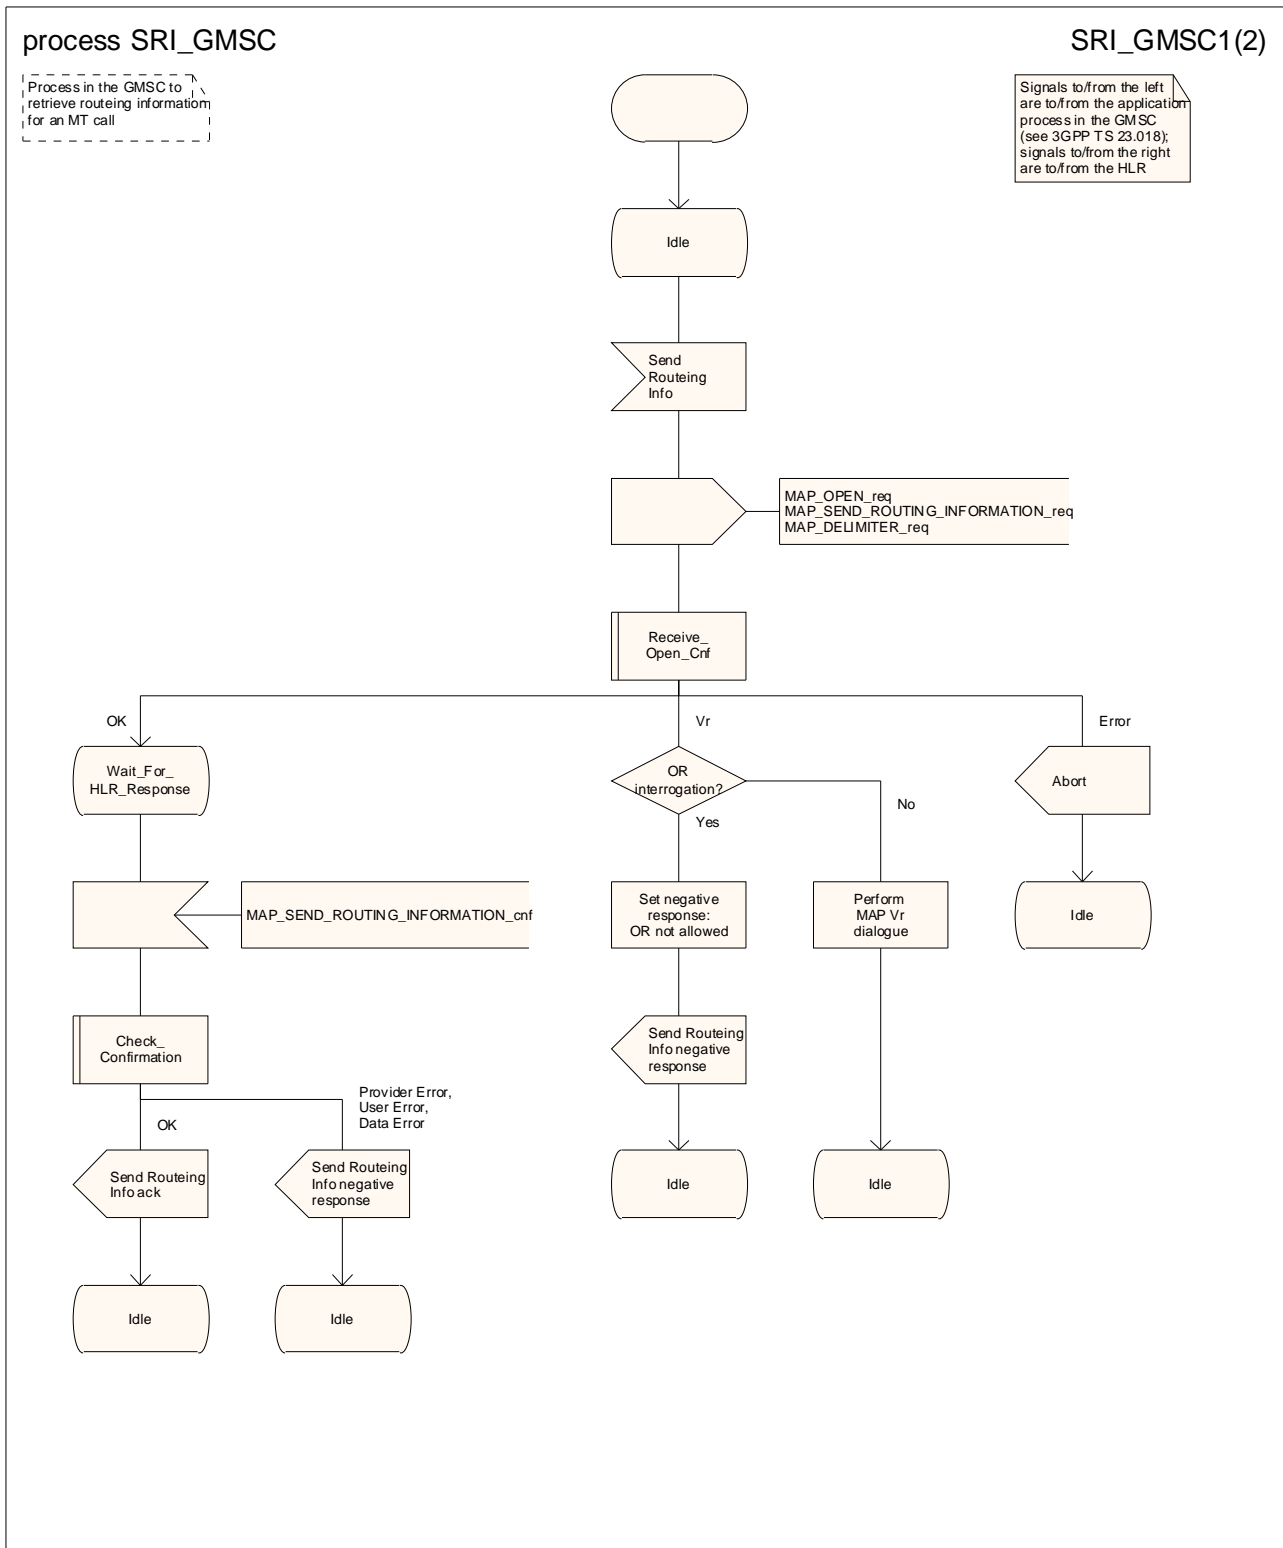 process SRI_GMSC
SRI_GMSC1(2)
Process in the GMSC to
retrieve routeing information
for an MT call
Signals to/from the left
are to/from the application
process in the GMSC
(see 3GPP TS 23.018);
signals to/from the right
are to/from the HLR
Idle
Send
Routeing
Info
MAP_OPEN_req
MAP_SEND_ROUTING_INFORMATION_req
MAP_DELIMITER_req
Receive_
Open_Cnf
OK
Vr
Error
Wait_For_
HLR_Response
OR
interrogation?
Abort
No
Yes
MAP_SEND_ROUTING_INFORMATION_cnf
Set negative
response:
OR not allowed
Perform
MAP Vr
dialogue
Idle
Check_
Confirmation
Send Routeing
Info negative
response
Provider Error,
User Error,
Data Error
OK
Send Routeing
Info ack
Send Routeing
Info negative
response
Idle
Idle
Idle
Idle